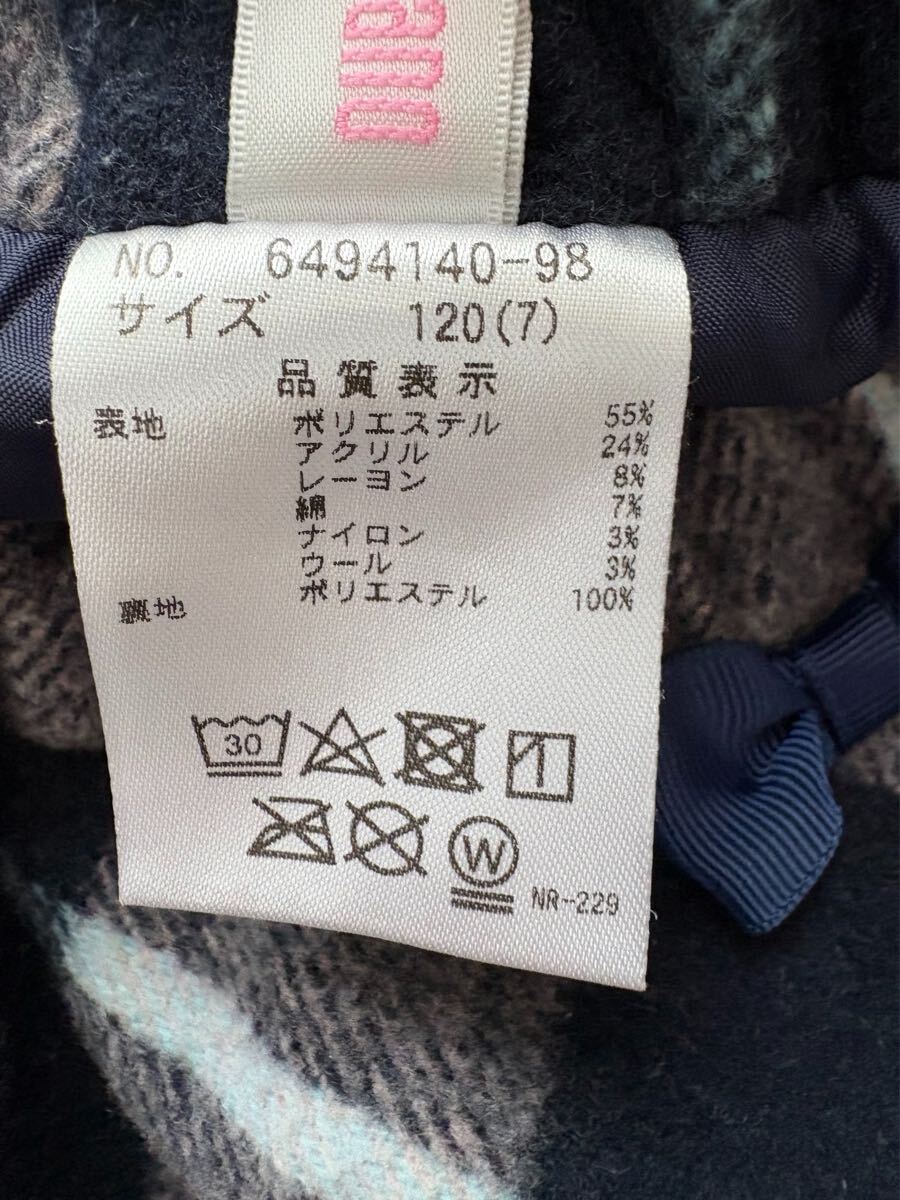 ano
NO. 6494140-98
サイズ 120(7)
品質表示
表地 ポリエステル 55%
アクリル 24%
レーヨン 8%
綿 7%
ナイロン 3%
ウール 3%
裏地 ポリエステル 100%
30
1
W
NR-229